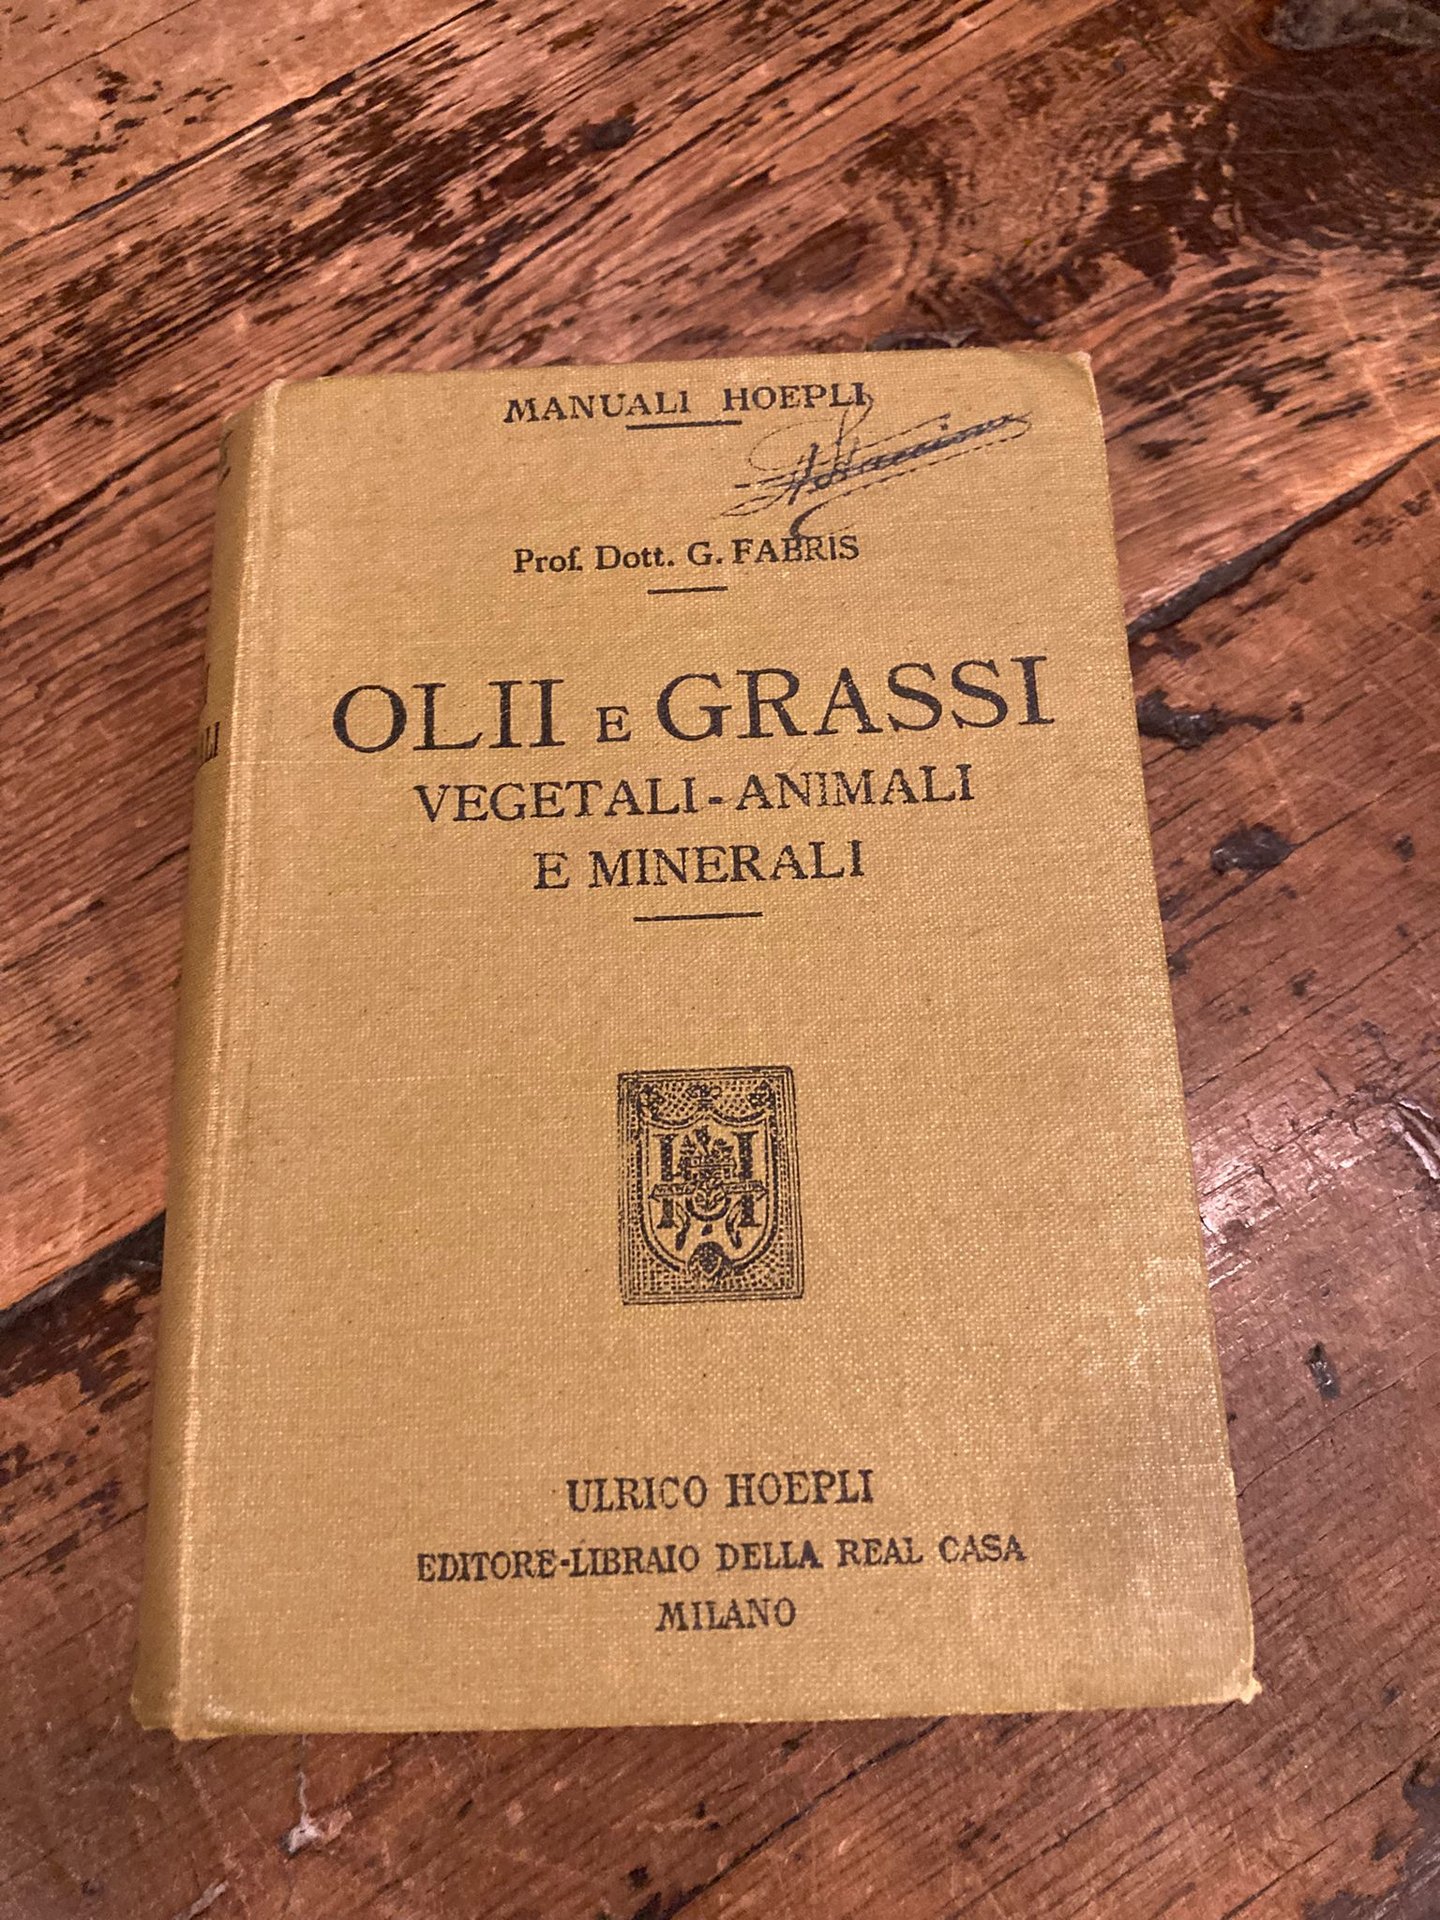 MANUALI HOEPLI
Prof. Dott. G. FABRIS
OLII E GRASSI
VEGETALI-ANIMALI
E MINERALI
ULRICO HOEPLI
EDITORE-LIBRAIO DELLA REAL CASA
MILANO